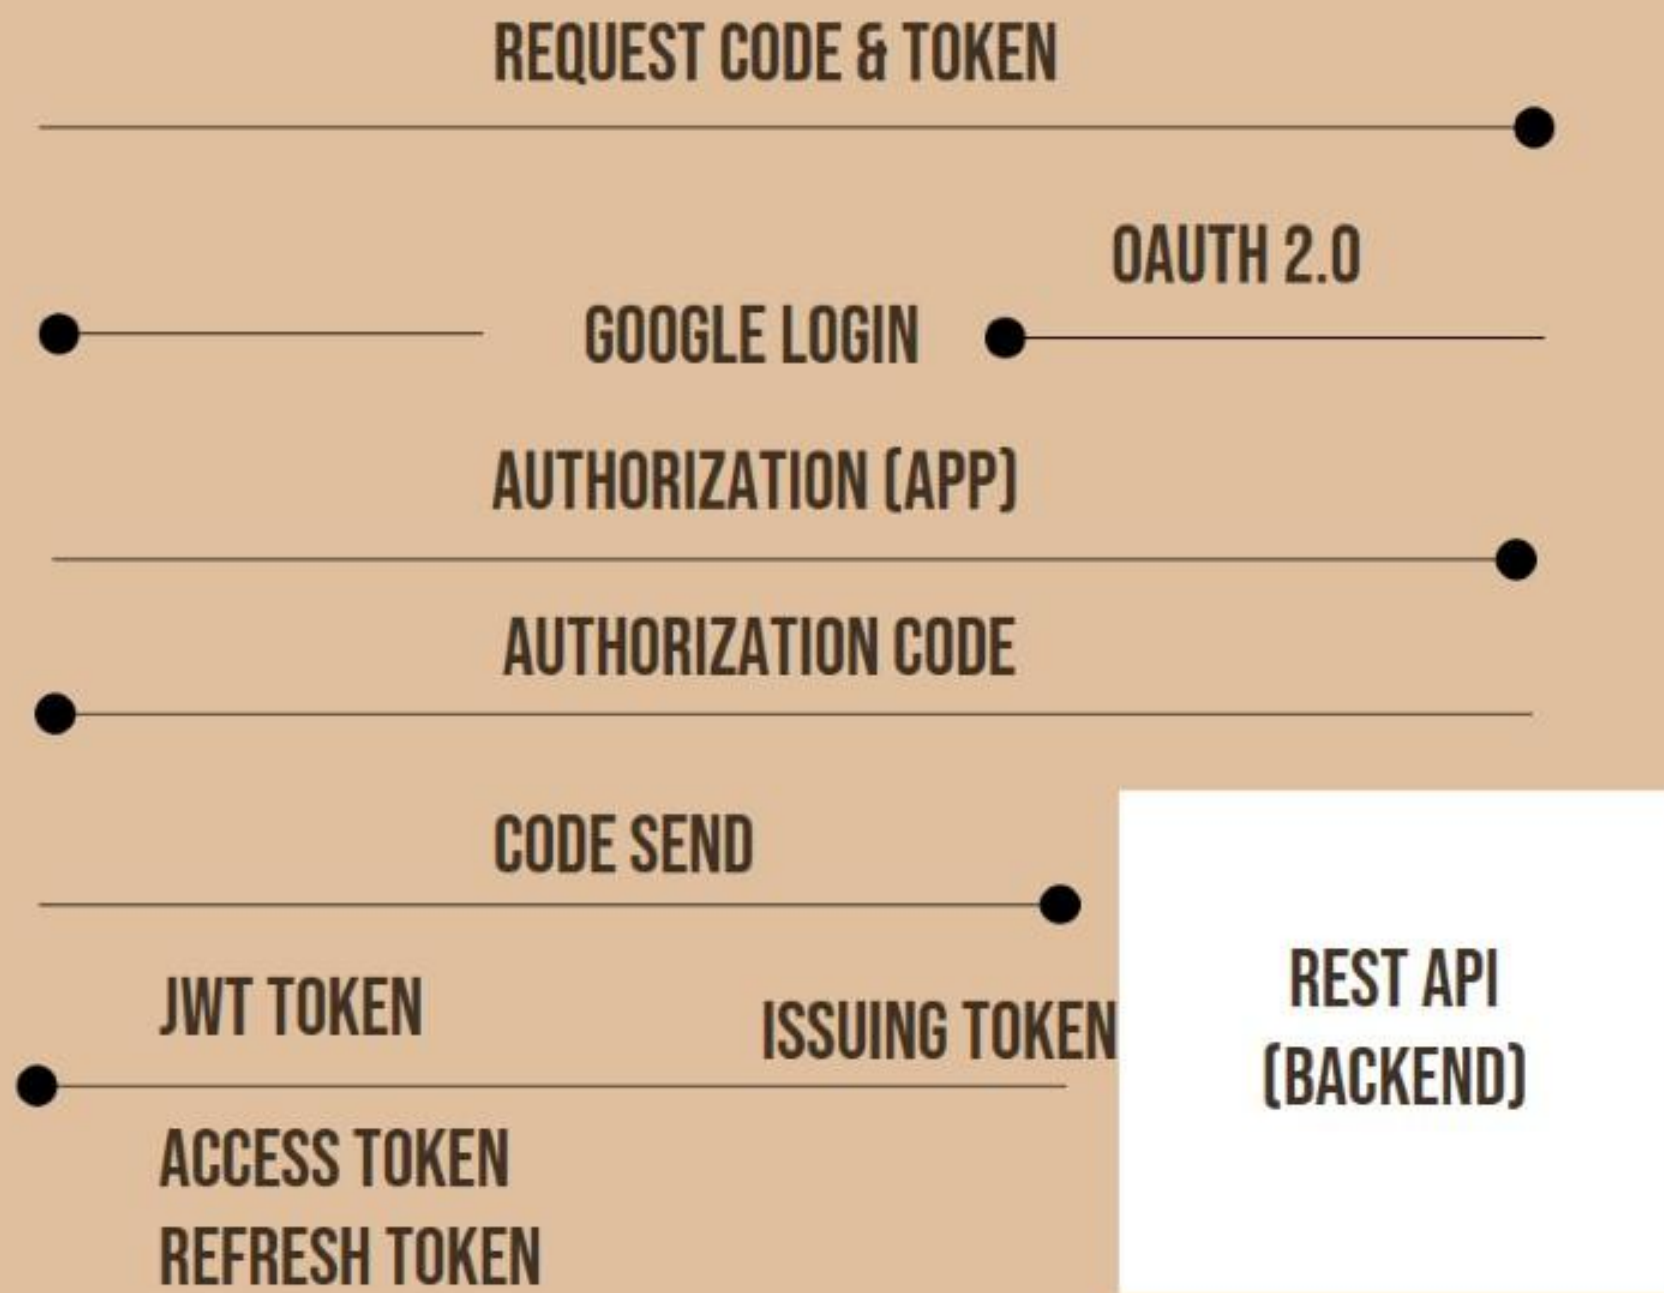 REQUEST CODE & TOKEN
OAUTH 2.0
GOOGLE LOGIN
AUTHORIZATION (APP)
AUTHORIZATION CODE
CODE SEND
JWT TOKEN
ISSUING TOKEN
REST API
(BACKEND)
ACCESS TOKEN
REFRESH TOKEN